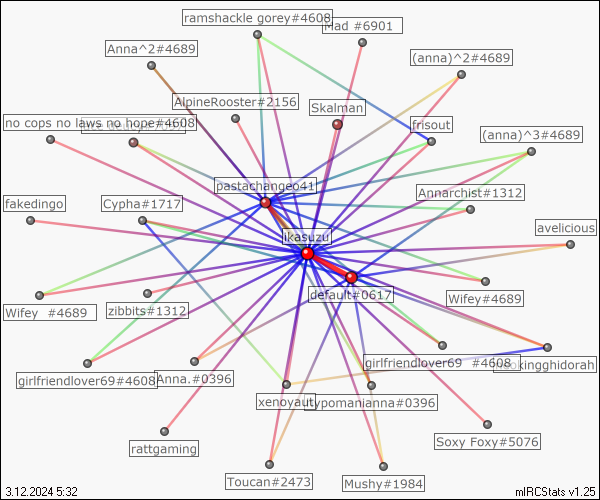 ramshackle gorey#4608
Mad #6901
Anna^2#4689
(anna)^2#4689
AlpineRooster#2156
Skalman
no cops no laws no hope#4608
frisout
(anna)^3#4689
pastachange041
Annarchist#1312
fakedingo
Cypha#1717
avelicious
ikasuzu
default#0617
Wifey #4689
zibbits#1312
Wifey#4689
girlfriendlover69 #4608
kingghidorah
girlfriendlover69#4608
Anna.#0396
xenoyaut
typomanianna#0396
rattgaming
Soxy Foxy#5076
Toucan#2473
Mushy#1984
3.12.2024 5:32
mIRCStats v1.25